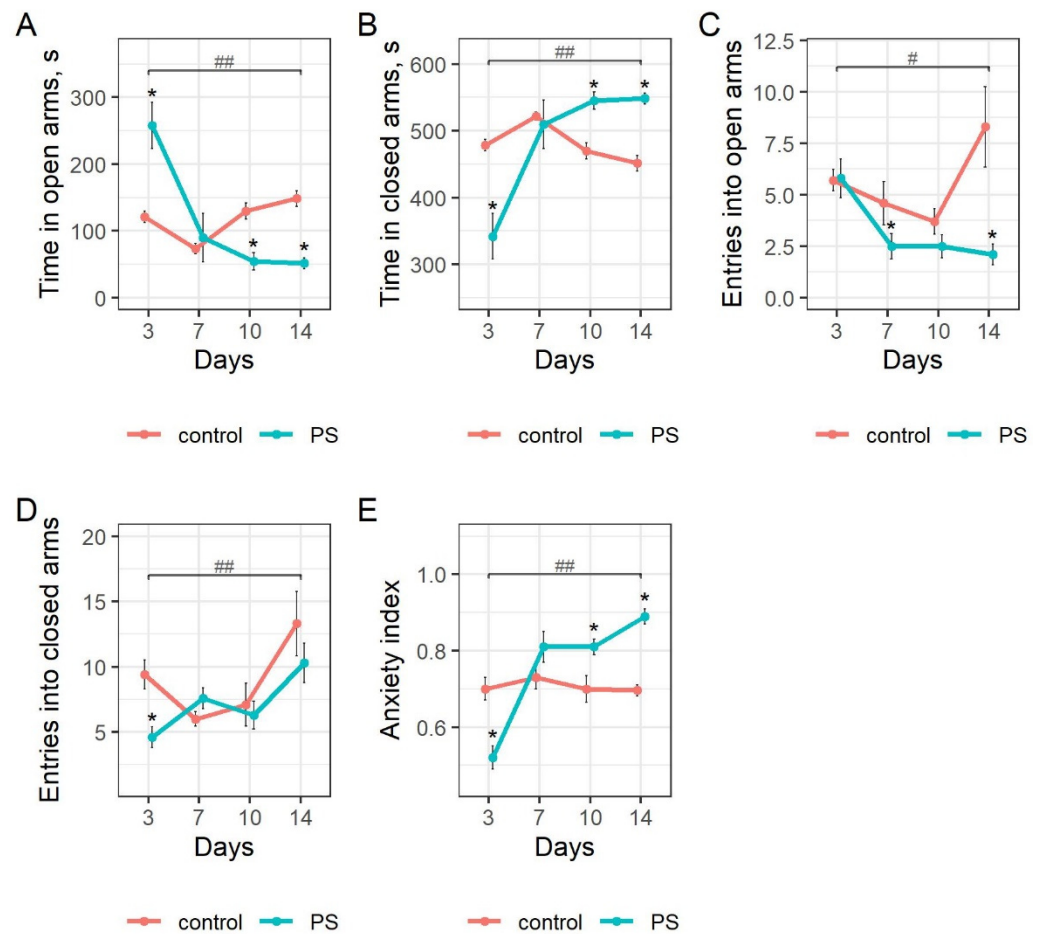 A
Time in open arms, s
300
200
100
0
##
*
*
*
3 7 10 14
Days
control PS
B
Time in closed arms, s
600
500
400
300
##
*
*
*
3 7 10 14
Days
control PS
C
Entries into open arms
12.5
10.0
7.5
5.0
2.5
0.0
#
*
*
3 7 10 14
Days
control PS
D
Entries into closed arms
20
15
10
5
##
*
3 7 10 14
Days
control PS
E
Anxiety index
1.0
0.8
0.6
##
*
*
*
3 7 10 14
Days
control PS